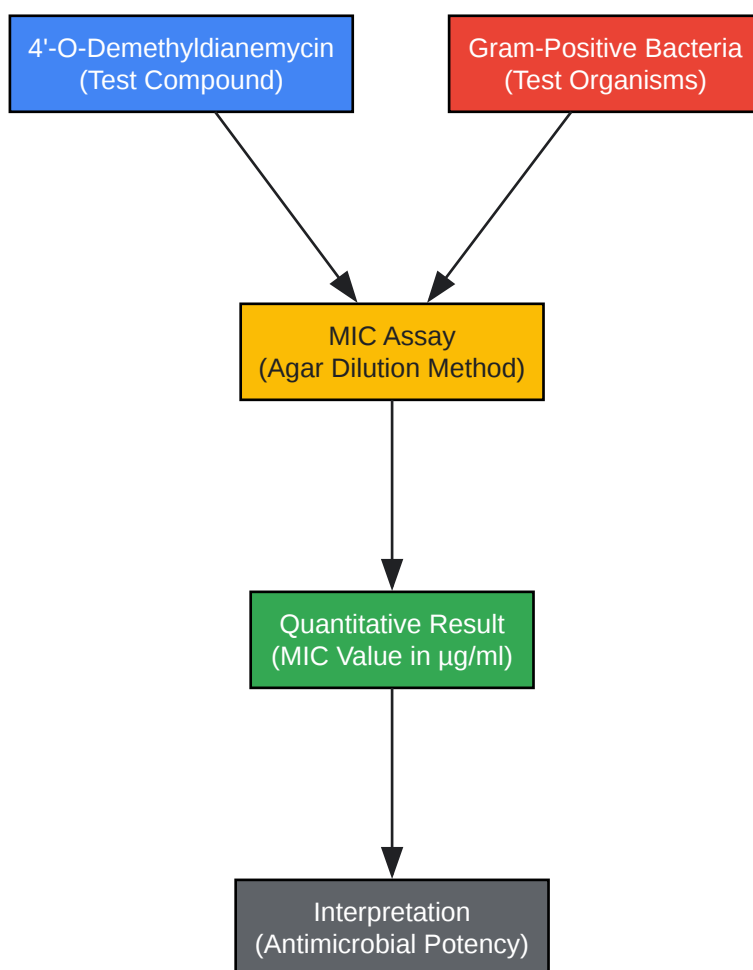 4'-O-Demethyldianemycin
(Test Compound)
Gram-Positive Bacteria
(Test Organisms)
MIC Assay
(Agar Dilution Method)
Quantitative Result
(MIC Value in µg/ml)
Interpretation
(Antimicrobial Potency)